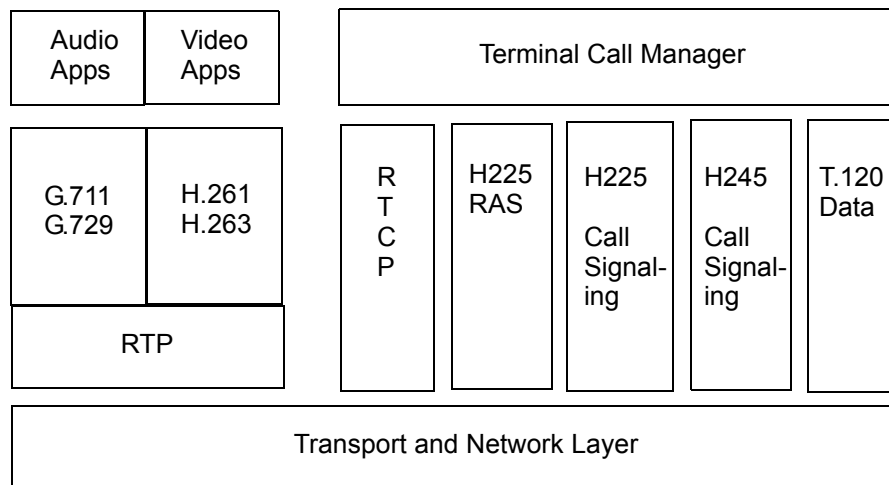 Audio
Apps
Video
Apps
Terminal Call Manager
G.711
G.729
H.261
H.263
RTP
R
T
C
P
H225
RAS
H225
Call
Signal-
ing
H245
Call
Signal-
ing
T.120
Data
Transport and Network Layer